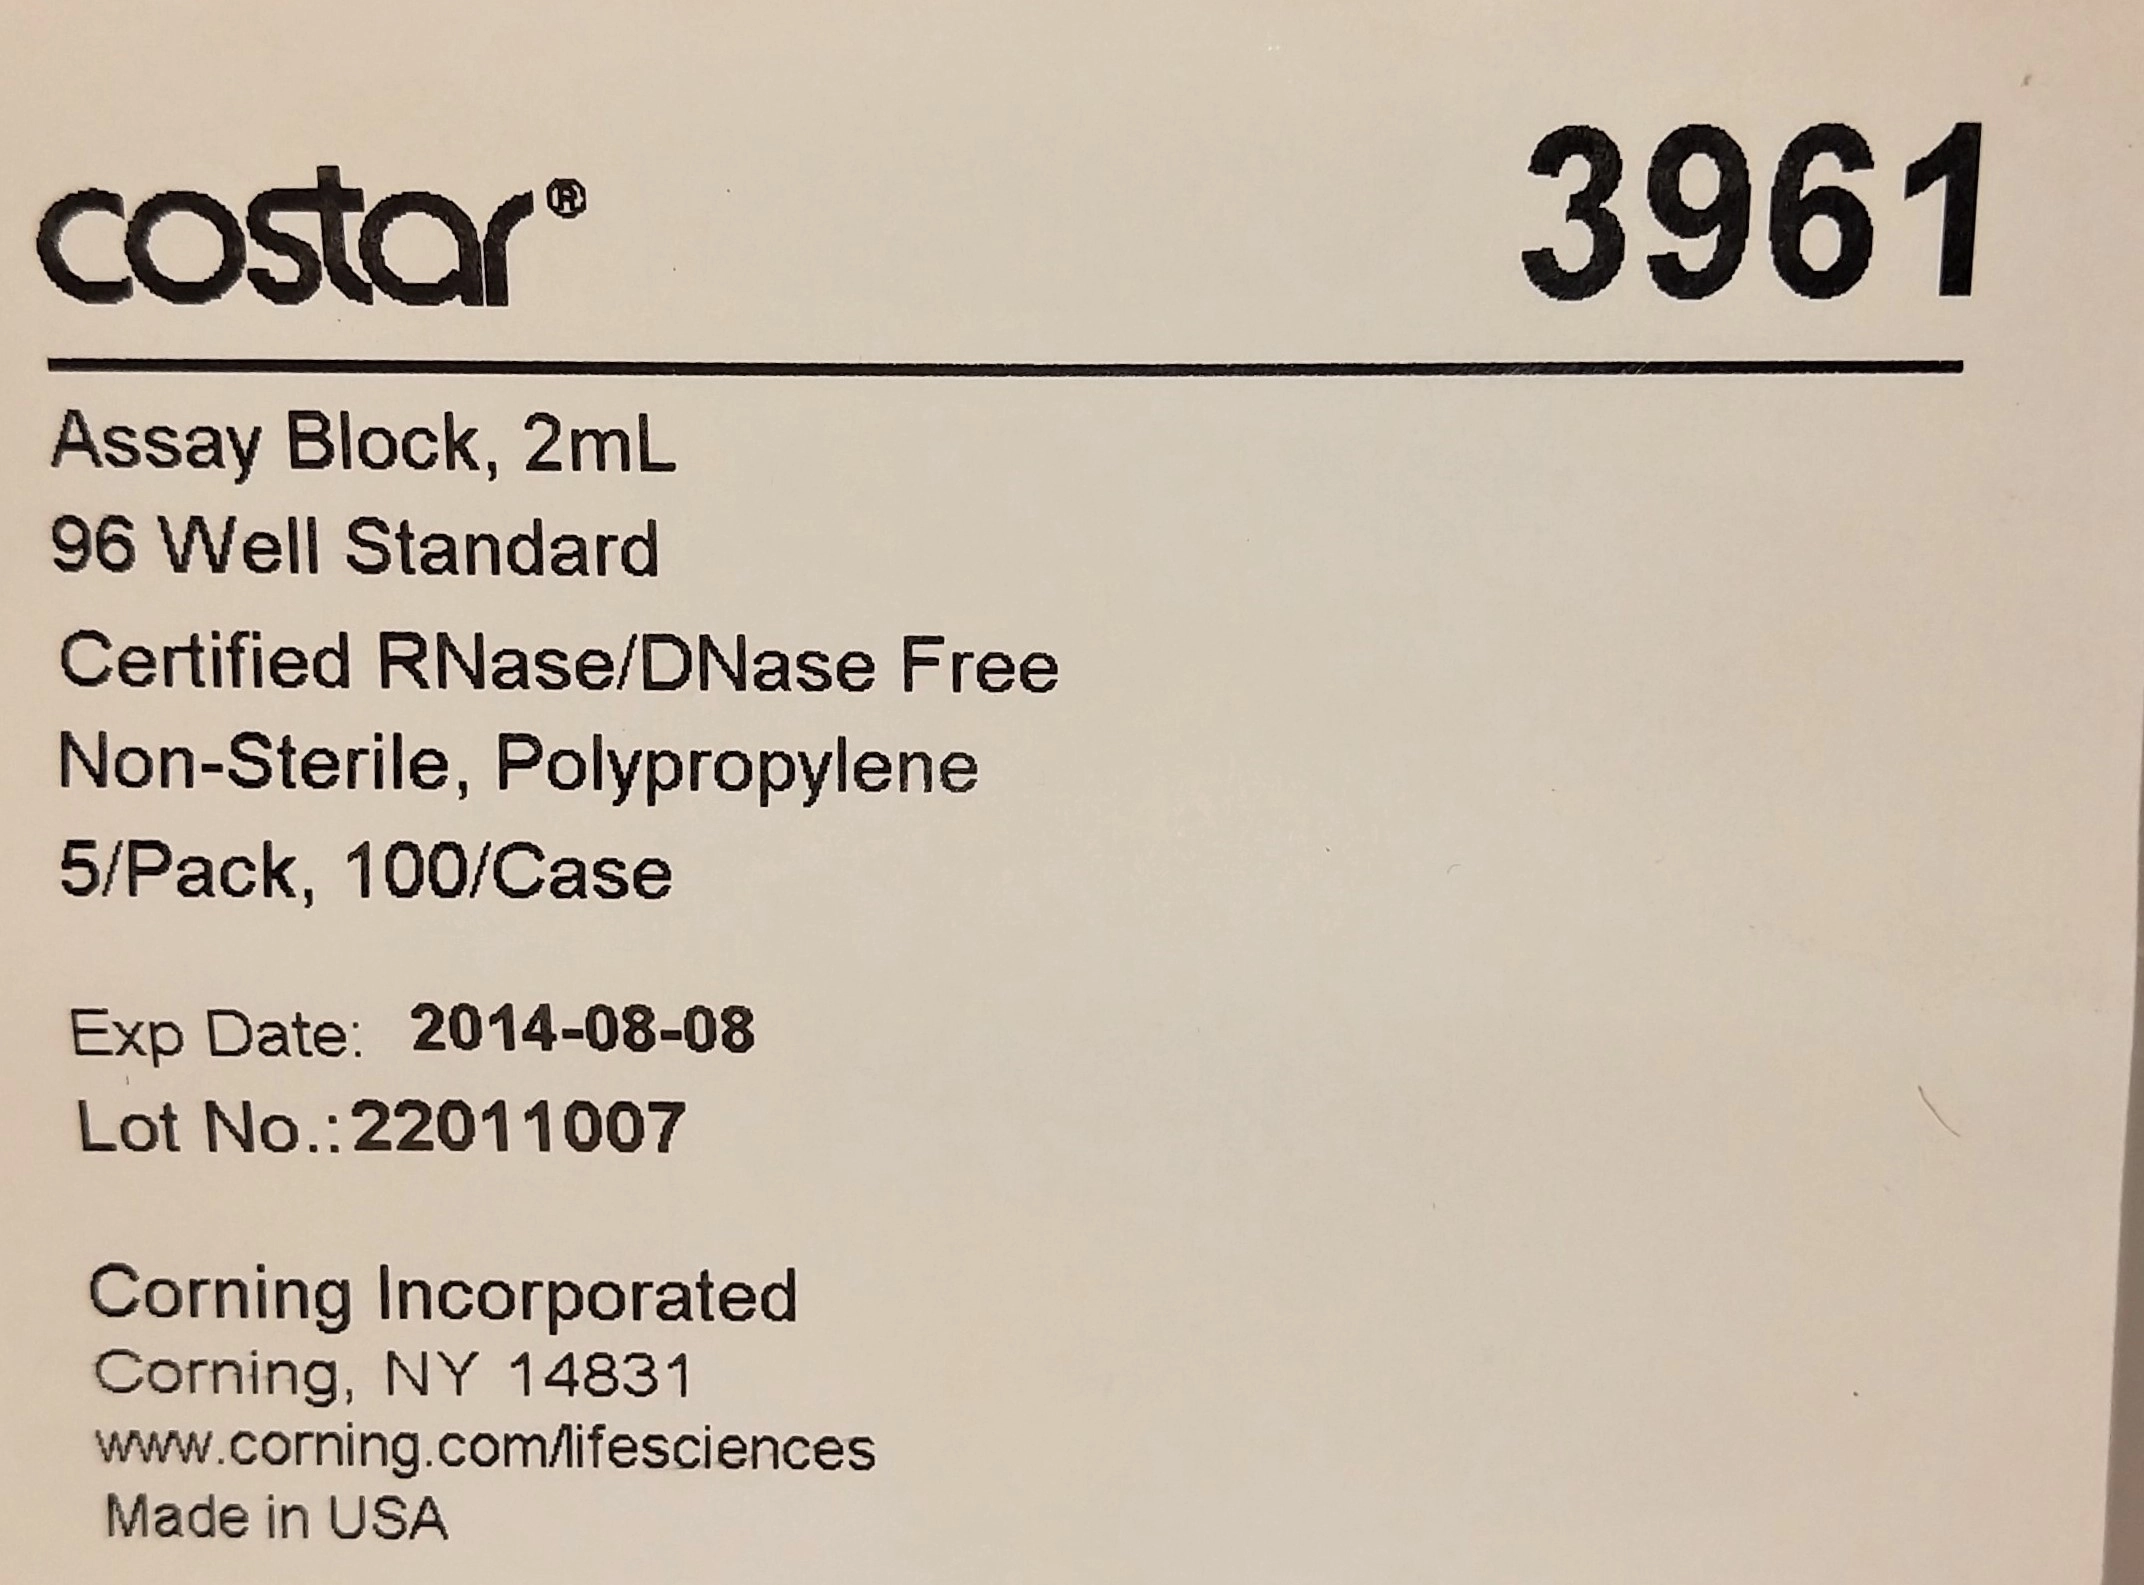 costar® 3961
Assay Block, 2mL
96 Well Standard
Certified RNase/DNase Free
Non-Sterile, Polypropylene
5/Pack, 100/Case
Exp Date: 2014-08-08
Lot No.:22011007
Corning Incorporated
Corning, NY 14831
www.corning.com/lifesciences
Made in USA